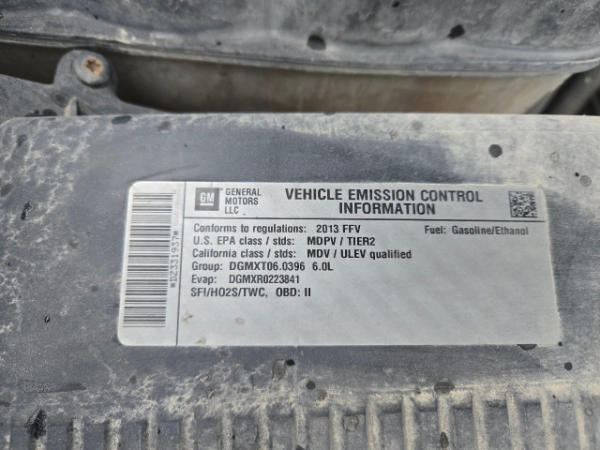 GM
GENERAL
MOTORS
LLC
VEHICLE EMISSION CONTROL
INFORMATION
Conforms to regulations: 2013 FFV
Fuel: Gasoline/Ethanol
U.S. EPA class / stds: MDPV / TIER2
California class / stds: MDV / ULEV qualified
Group: DGMXT06.0396 6.0L
Evap: DGMXR0223841
SFI/HO2S/TWC, OBD: II
*DZ331937*